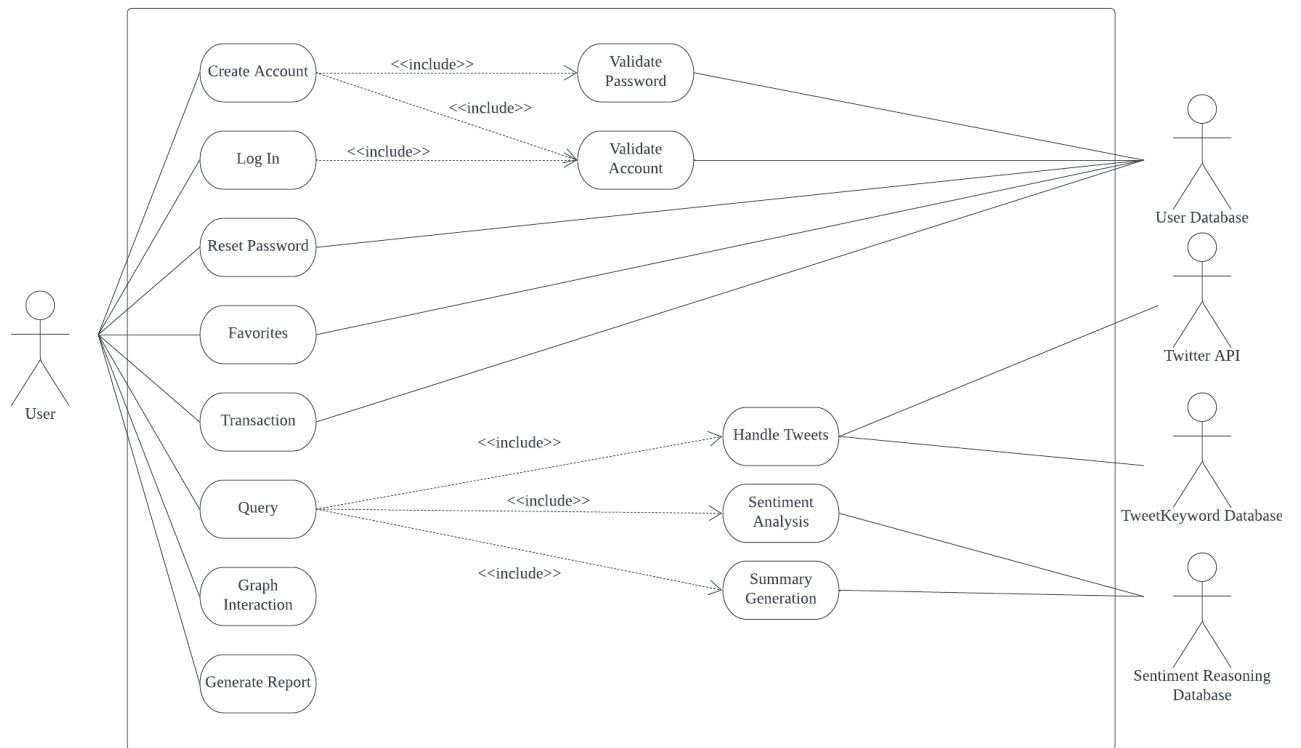 Create Account
<<include>>
Validate
Password
<<include>>
Log In
<<include>>
Validate
Account
User Database
Reset Password
Favorites
Twitter API
User
Transaction
<<include>>
Handle Tweets
Query
<<include>>
Sentiment
Analysis
TweetKeyword Database
<<include>>
Summary
Generation
Graph
Interaction
Generate Report
Sentiment Reasoning
Database